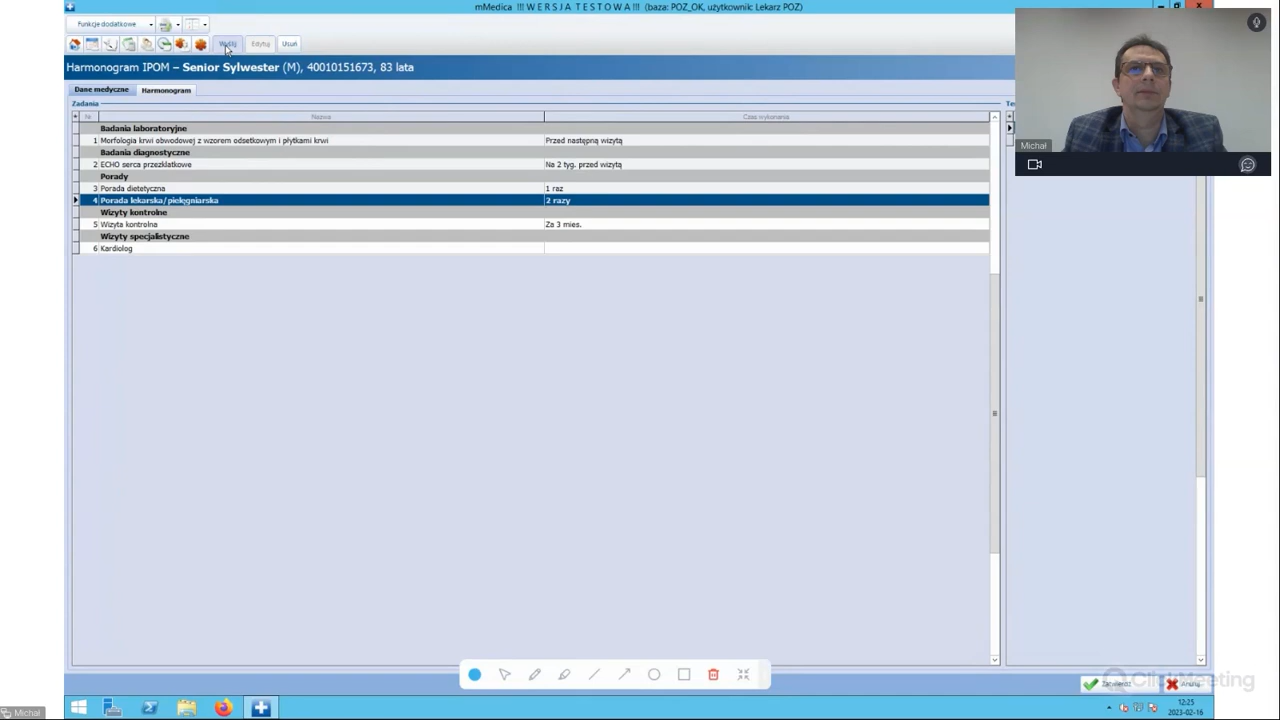 mMedica !!! W E R S J A T E S T O W A !!! (baza: POZ_OK, użytkownik: Lekarz POZ)
Funkcje dodatkowe
Wyślij Edytuj Usuń
Harmonogram IPOM – Senior Sylwester (M), 40010151673, 83 lata
Dane medyczne Harmonogram
Zadania
Nr Nazwa Czas wykonania
Badania laboratoryjne
1 Morfologia krwi obwodowej z wzorem odsetkowym i płytkami krwi Przed następną wizytą
Badania diagnostyczne
2 ECHO serca przezklatkowe Na 2 tyg. przed wizytą
Porady
3 Porada dietetyczna 1 raz
4 Porada lekarska/pielęgniarska 2 razy
Wizyty kontrolne
5 Wizyta kontrolna Za 3 mies.
Wizyty specjalistyczne
6 Kardiolog
Michał
Zatwierdź Anuluj
ClickMeeting
12:25
2023-02-16
Michał